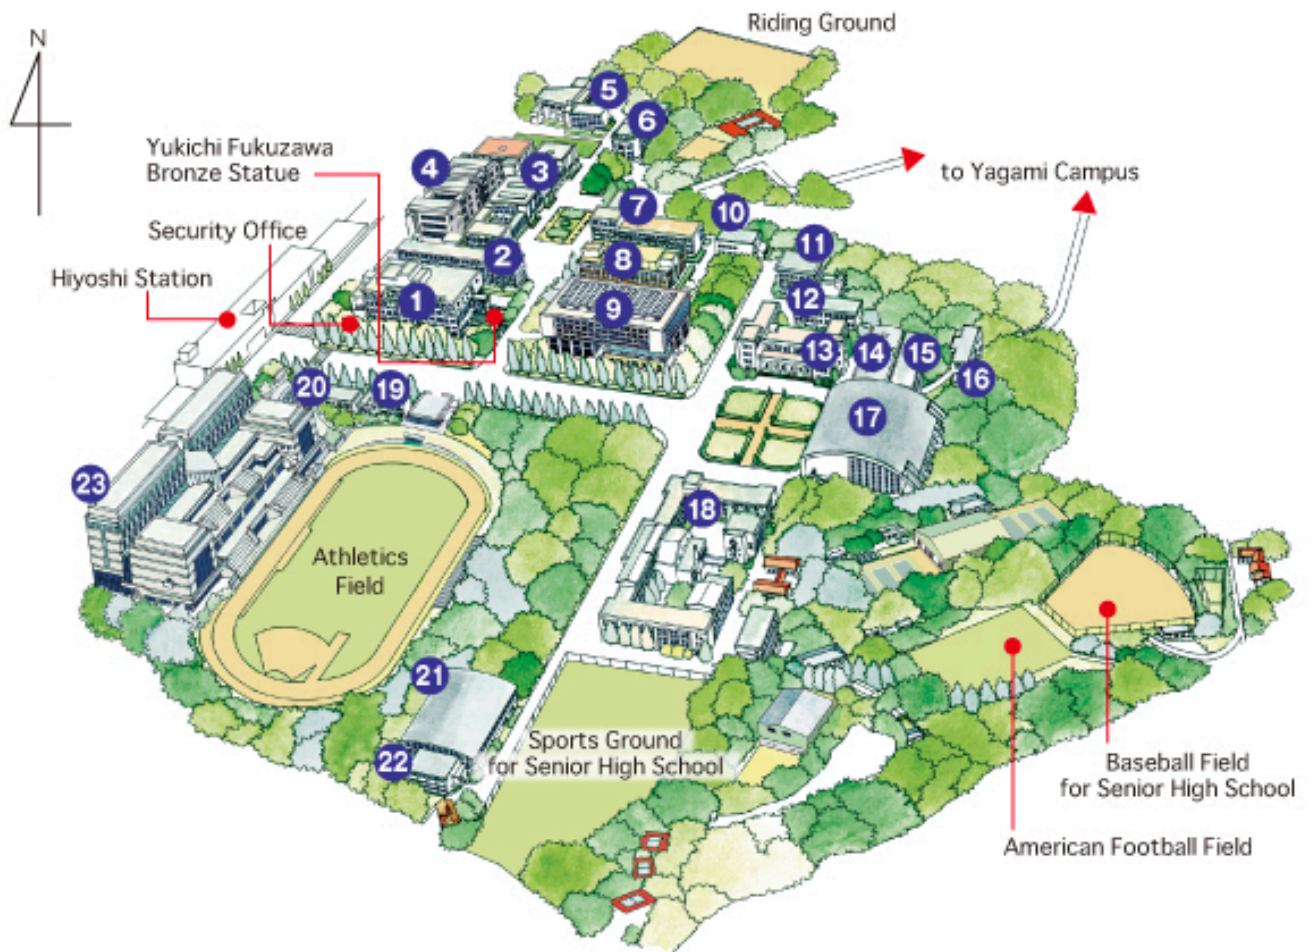 Riding Ground
N
5
6
Yukichi Fukuzawa
Bronze Statue
4
3
to Yagami Campus
7
10
Security Office
11
2
8
Hiyoshi Station
1
9
12
13
14
15
16
20
19
17
23
18
Athletics
Field
21
22
Sports Ground
for Senior High School
Baseball Field
for Senior High School
American Football Field